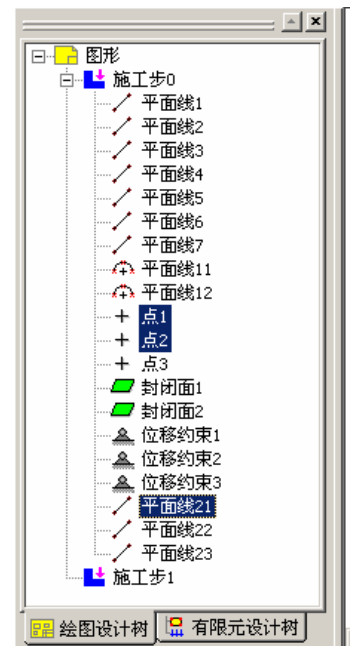 图形
施工步0
平面线1
平面线2
平面线3
平面线4
平面线5
平面线6
平面线7
平面线11
平面线12
点1
点2
点3
封闭面1
封闭面2
位移约束1
位移约束2
位移约束3
平面线21
平面线22
平面线23
施工步1
绘图设计树 有限元设计树